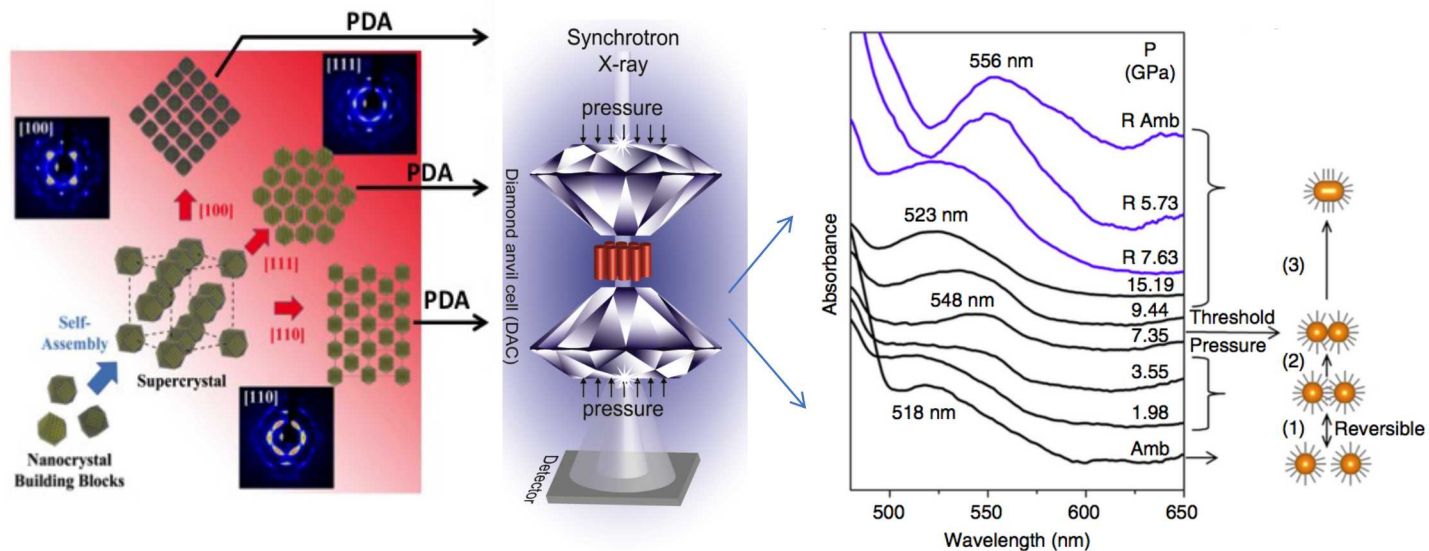 PDA
[111]
[100]
PDA
[100]
[111]
[110]
PDA
Self-
Assembly
Supercrystal
[110]
Nanocrystal
Building Blocks
Synchrotron
X-ray
pressure
Diamond anvil cell (DAC)
pressure
Detector
P
(GPa)
556 nm
R Amb
R 5.73
523 nm
R 7.63
15.19
9.44
548 nm
7.35
3.55
518 nm
1.98
Amb
Absorbance
500
550
600
650
Wavelength (nm)
Threshold
Pressure
(3)
(2)
(1)
Reversible